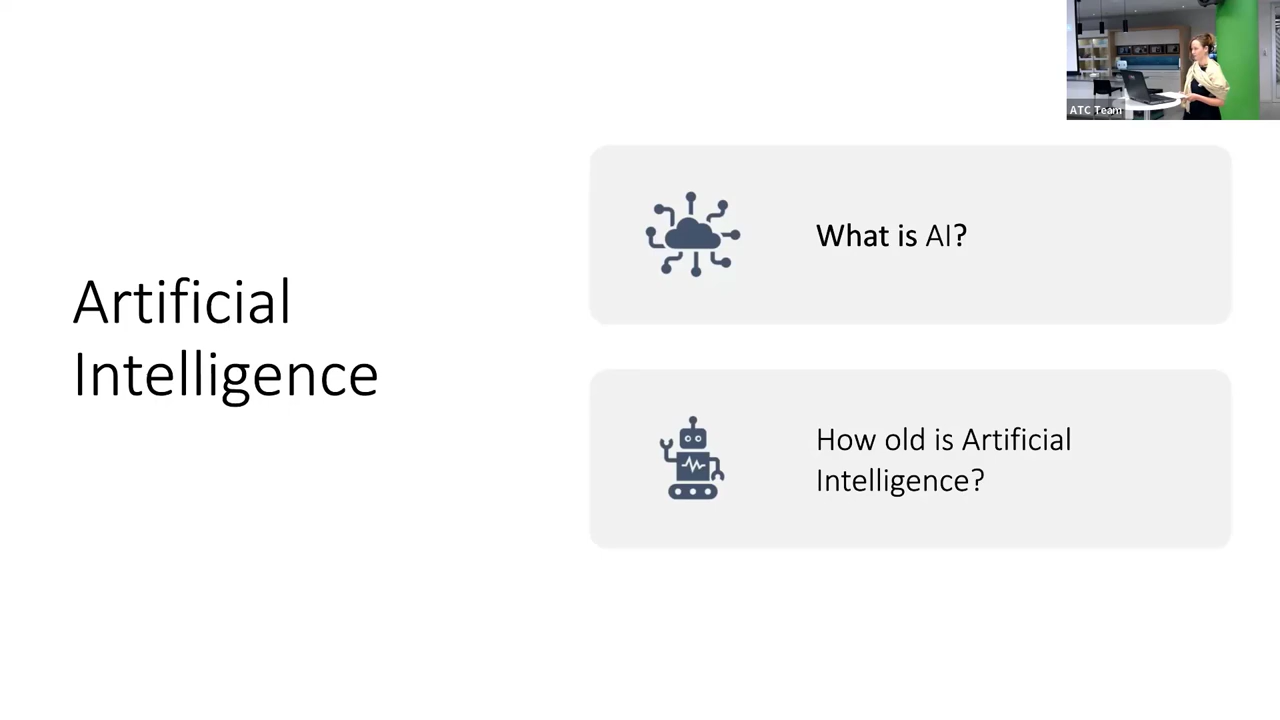 ATC Team
Artificial
Intelligence
What is AI?
How old is Artificial
Intelligence?